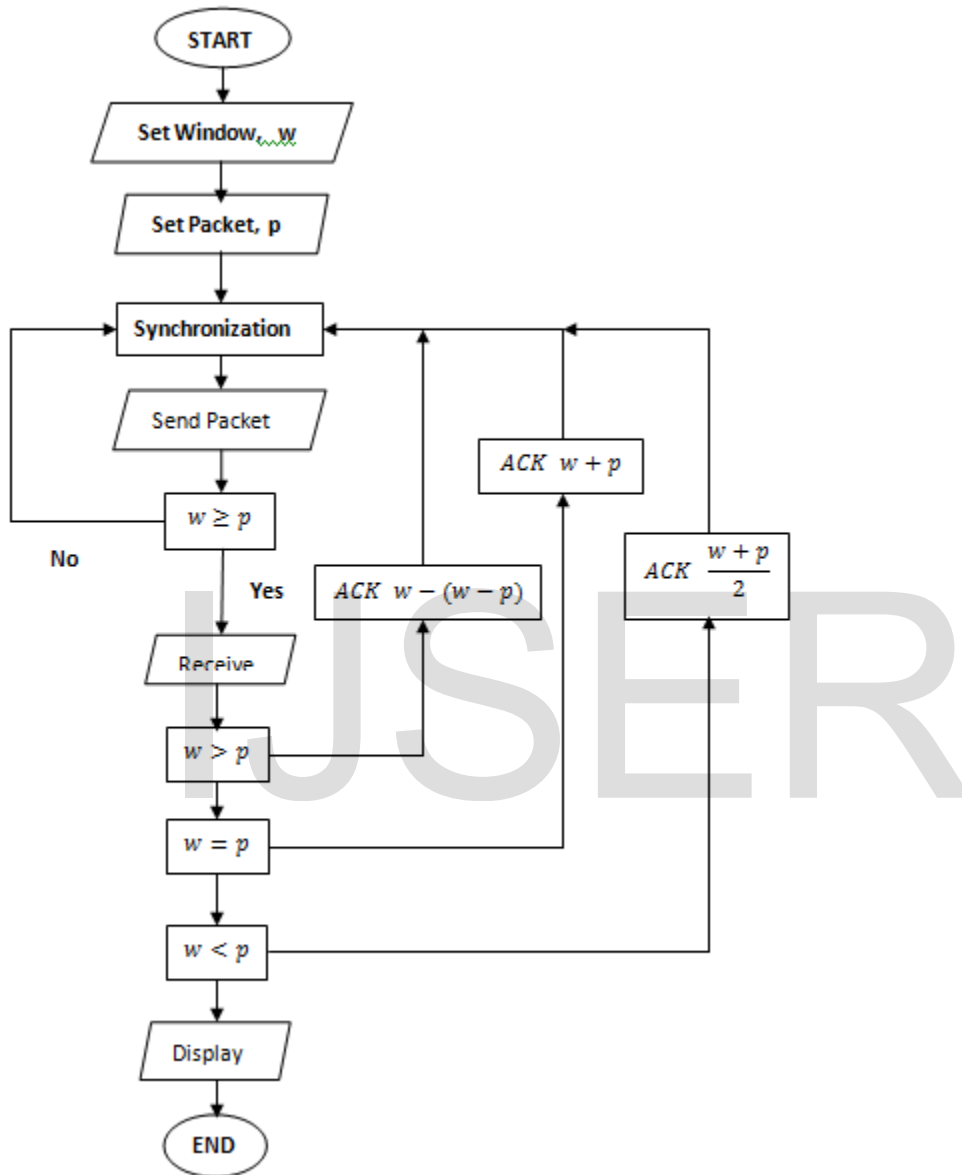 START
Set Window, w
Set Packet, p
Synchronization
Send Packet
ACK w + p
w ≥ p
No
Yes
ACK w − (w − p)
ACK (w + p)/2
Receive
IJSER
w > p
w = p
w < p
Display
END